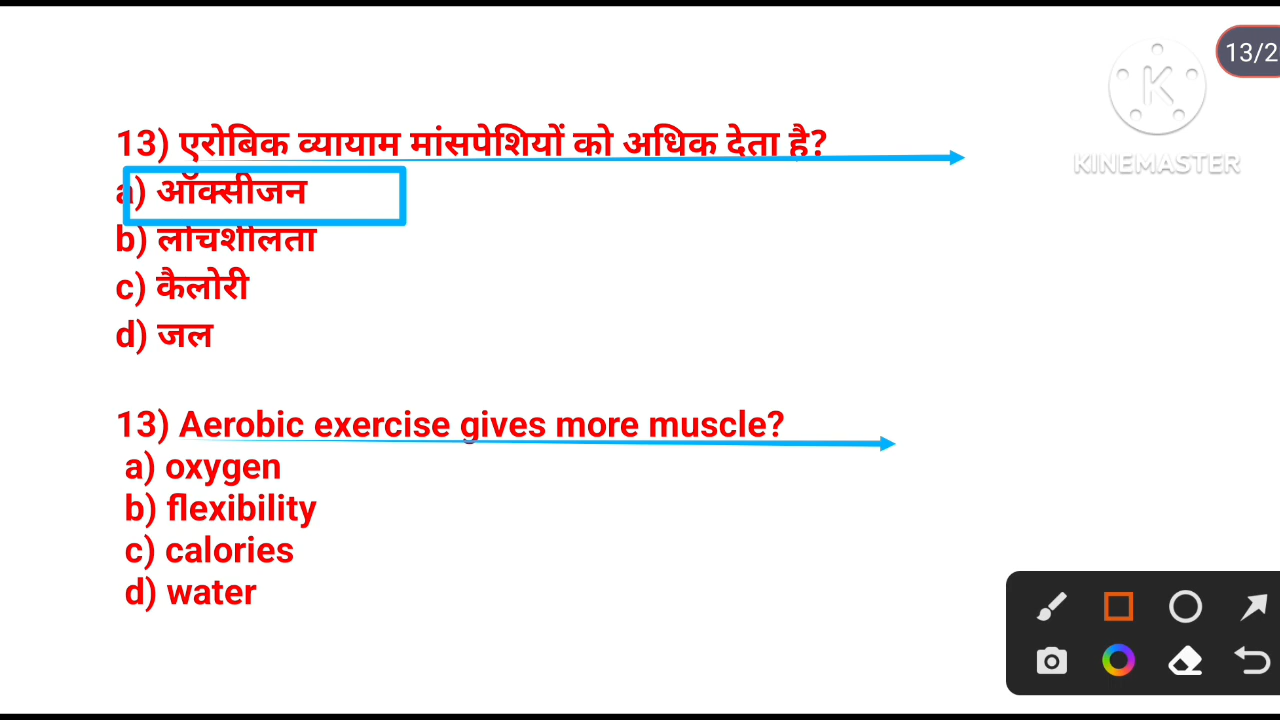 13/2
KINEMASTER
13) एरोबिक व्यायाम मांसपेशियों को अधिक देता है?
a) ऑक्सीजन
b) लोचशीलता
c) कैलोरी
d) जल
13) Aerobic exercise gives more muscle?
a) oxygen
b) flexibility
c) calories
d) water